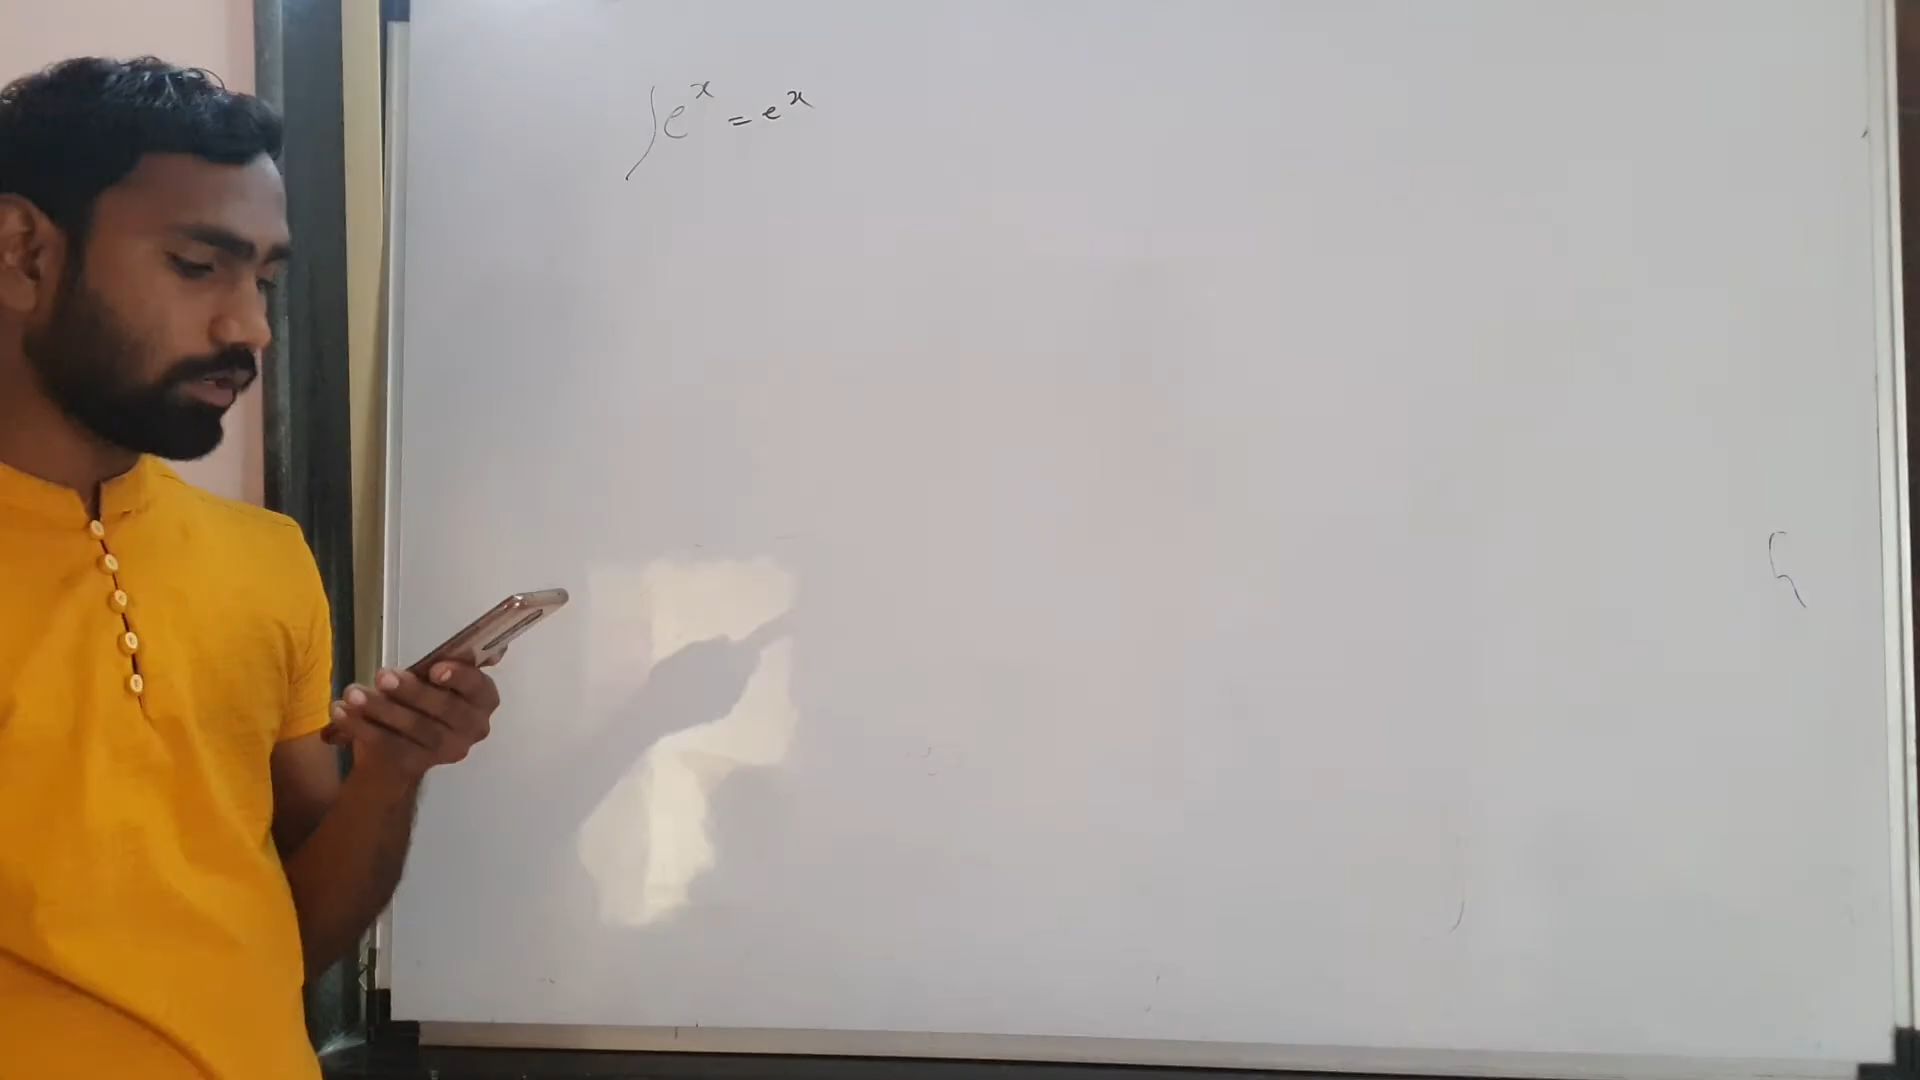 ∫e^x = e^x